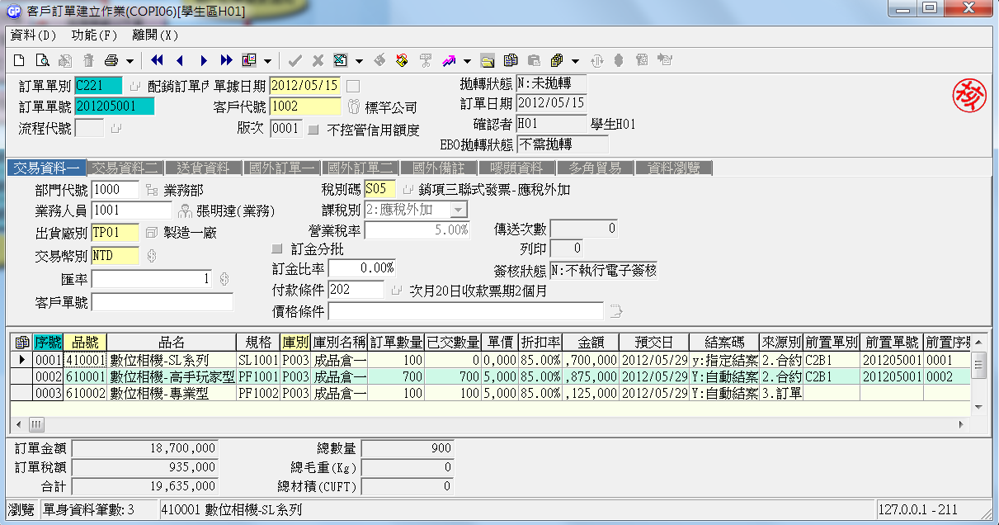 GP 客戶訂單建立作業(COPI06)[學生區H01]
資料(D) 功能(F) 離開(X)
訂單單別 C221 配銷訂單 單據日期 2012/05/15 拋轉狀態 N:未拋轉
訂單單號 201205001 客戶代號 1002 標竿公司 訂單日期 2012/05/15
流程代號 版次 0001 不控管信用額度 確認者 H01 學生H01
EBO拋轉狀態 不需拋轉
核
交易資料一 交易資料二 送貨資料 國外訂單一 國外訂單二 國外備註 嘜頭資料 多角貿易 資料瀏覽
部門代號 1000 業務部 稅別碼 S05 銷項三聯式發票-應稅外加
業務人員 1001 張明達(業務) 課稅別 2:應稅外加
出貨廠別 TP01 製造一廠 營業稅率 5.00% 傳送次數 0
交易幣別 NTD 訂金分批 列印 0
匯率 1 訂金比率 0.00% 簽核狀態 N:不執行電子簽核
客戶單號 付款條件 202 次月20日收款票期2個月
價格條件
序號 品號 品名 規格 庫別 庫別名稱 訂單數量 已交數量 單價 折扣率 金額 預交日 結案碼 來源別 前置單別 前置單號 前置序
0001 410001 數位相機-SL系列 SL1001 P003 成品倉一 100 0 0,000 85.00% ,700,000 2012/05/29 y:指定結案 2.合約 C2B1 201205001 0001
0002 610001 數位相機-高手玩家型 PF1001 P003 成品倉一 700 700 5,000 85.00% ,875,000 2012/05/29 Y:自動結案 2.合約 C2B1 201205001 0002
0003 610002 數位相機-專業型 PF1002 P003 成品倉一 100 100 5,000 85.00% ,125,000 2012/05/29 Y:自動結案 3.訂單
訂單金額 18,700,000 總數量 900
訂單稅額 935,000 總毛重(Kg) 0
合計 19,635,000 總材積(CUFT) 0
瀏覽 單身資料筆數: 3 410001 數位相機-SL系列 127.0.0.1 - 211